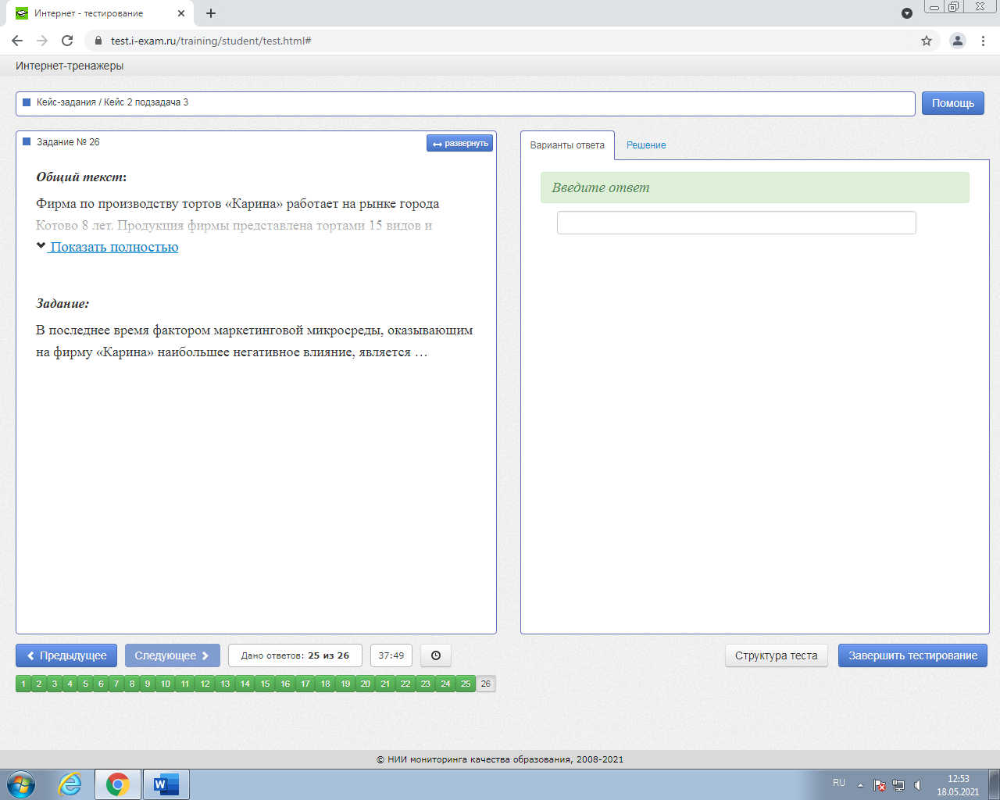 Интернет - тестирование
test.i-exam.ru/training/student/test.html#
Интернет-тренажеры
Кейс-задания / Кейс 2 подзадача 3
Помощь
Задание № 26
развернуть
Общий текст:
Фирма по производству тортов «Карина» работает на рынке города
Котово 8 лет. Продукция фирмы представлена тортами 15 видов и
Показать полностью
Задание:
В последнее время фактором маркетинговой микросреды, оказывающим
на фирму «Карина» наибольшее негативное влияние, является …
Варианты ответа
Решение
Введите ответ
Предыдущее
Следующее
Дано ответов: 25 из 26
37:49
Структура теста
Завершить тестирование
1 2 3 4 5 6 7 8 9 10 11 12 13 14 15 16 17 18 19 20 21 22 23 24 25 26
© НИИ мониторинга качества образования, 2008-2021
RU
12:53
18.05.2021